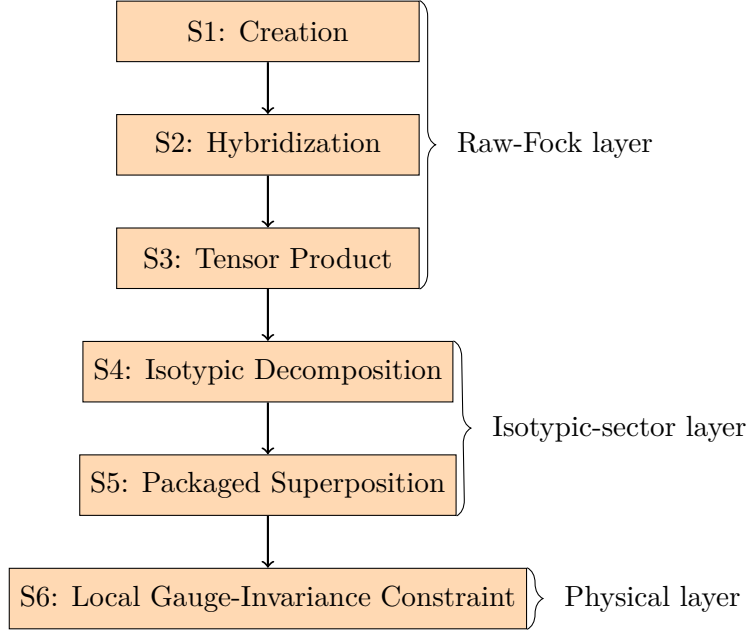 S1: Creation
S2: Hybridization
Raw-Fock layer
S3: Tensor Product
S4: Isotypic Decomposition
Isotypic-sector layer
S5: Packaged Superposition
S6: Local Gauge-Invariance Constraint
Physical layer